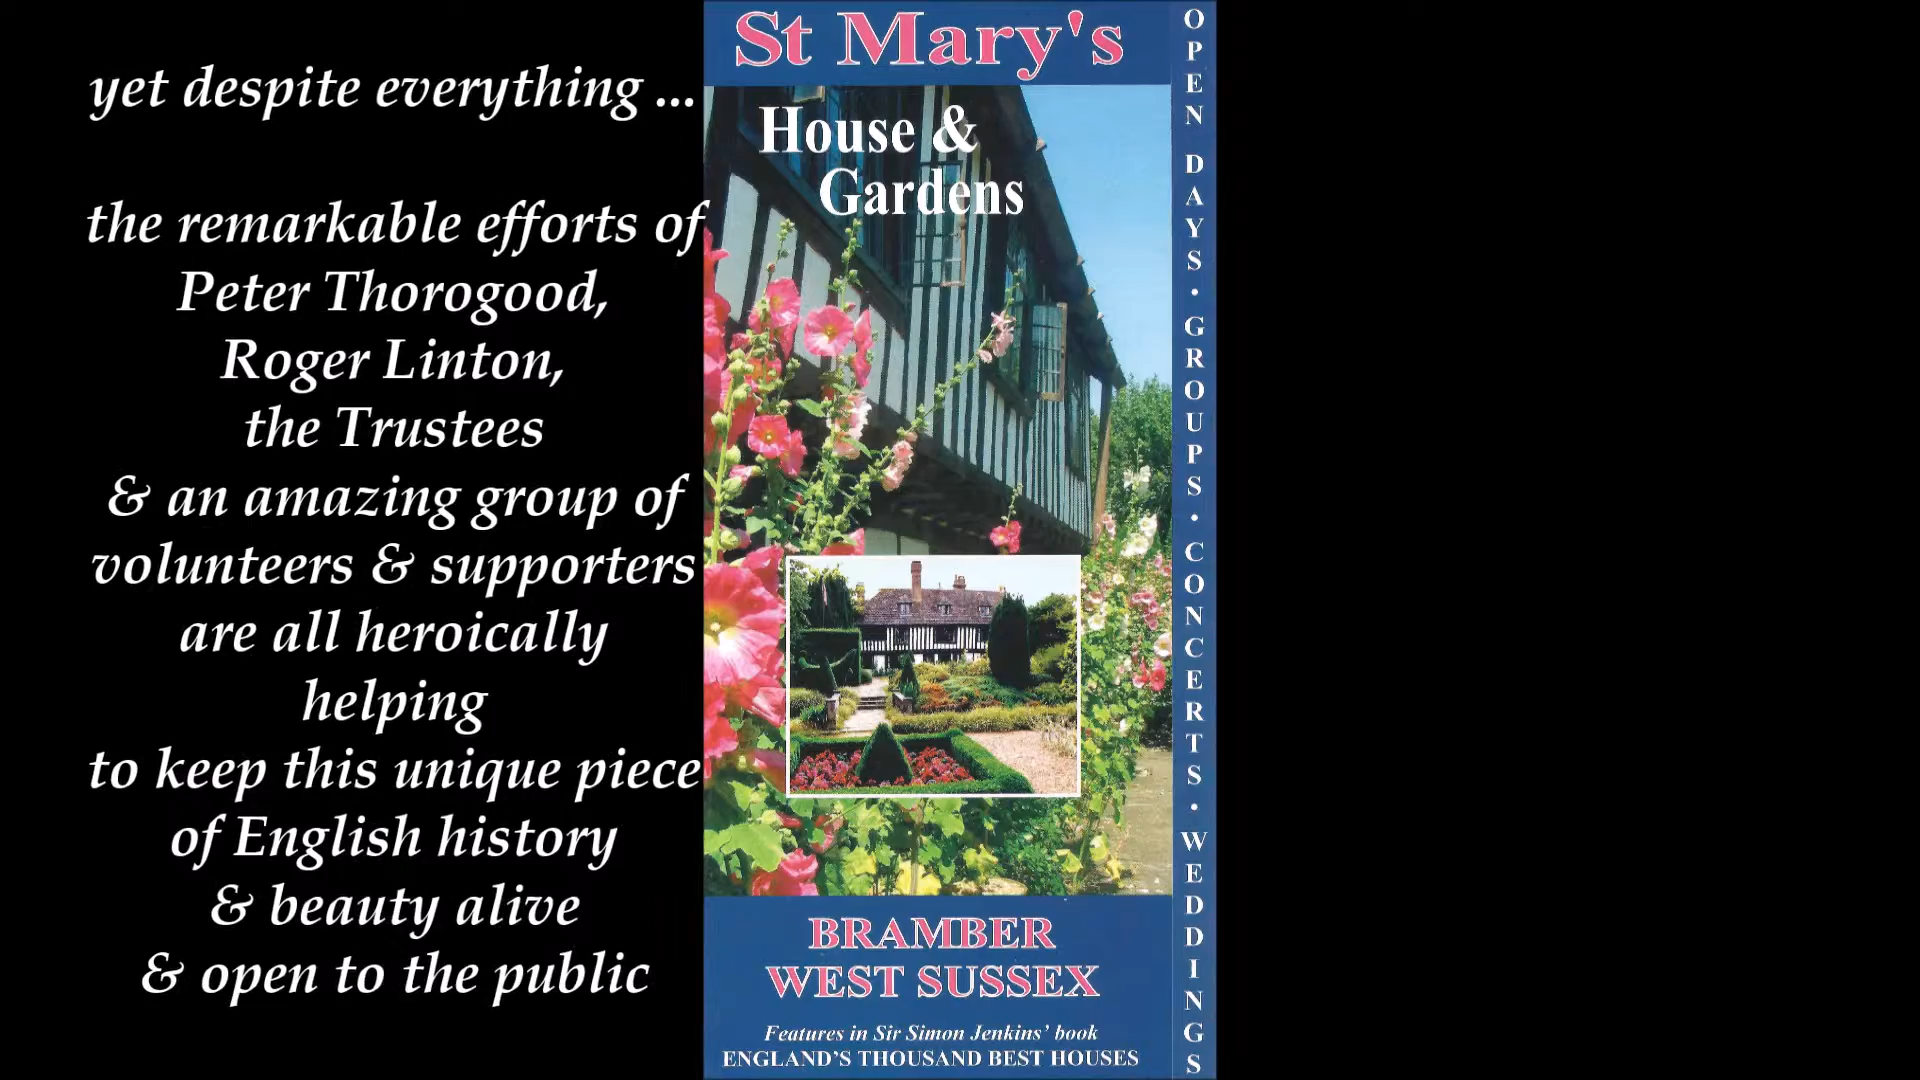 yet despite everything ...
the remarkable efforts of
Peter Thorogood,
Roger Linton,
the Trustees
& an amazing group of
volunteers & supporters
are all heroically
helping
to keep this unique piece
of English history
& beauty alive
& open to the public
St Mary's
House &
Gardens
BRAMBER
WEST SUSSEX
Features in Sir Simon Jenkins' book
ENGLAND'S THOUSAND BEST HOUSES
OPEN DAYS · GROUPS · CONCERTS · WEDDINGS